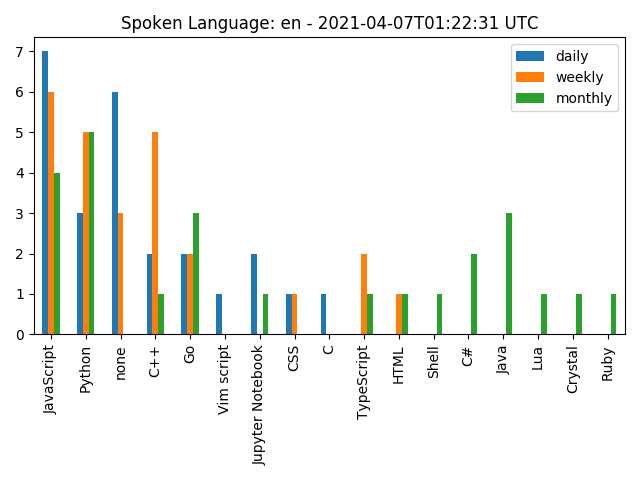 Spoken Language: en - 2021-04-07T01:22:31 UTC
daily
weekly
monthly
7
6
5
4
3
2
1
0
JavaScript
Python
none
C++
Go
Vim script
Jupyter Notebook
CSS
C
TypeScript
HTML
Shell
C#
Java
Lua
Crystal
Ruby